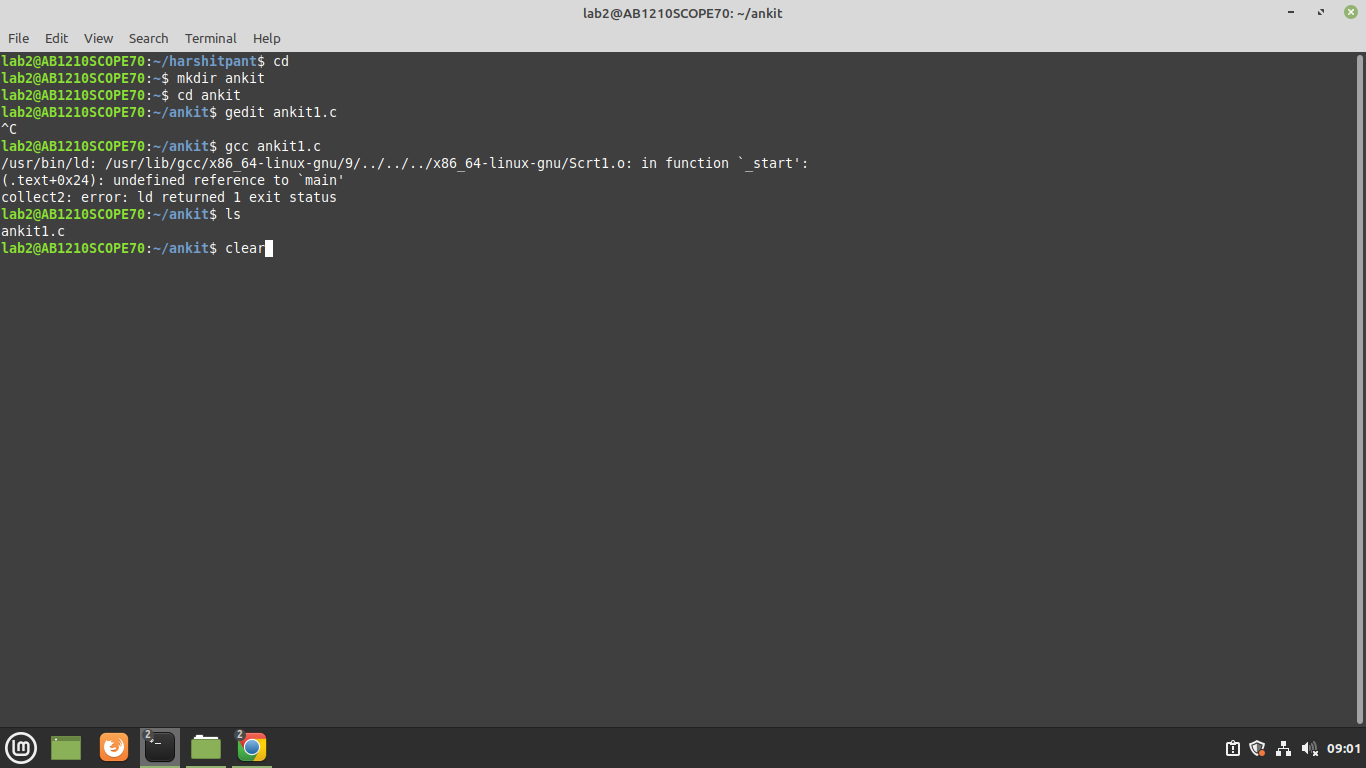 lab2@AB1210SCOPE70: ~/ankit
File Edit View Search Terminal Help
lab2@AB1210SCOPE70:~/harshitpant$ cd
lab2@AB1210SCOPE70:~$ mkdir ankit
lab2@AB1210SCOPE70:~$ cd ankit
lab2@AB1210SCOPE70:~/ankit$ gedit ankit1.c
^C
lab2@AB1210SCOPE70:~/ankit$ gcc ankit1.c
/usr/bin/ld: /usr/lib/gcc/x86_64-linux-gnu/9/../../../x86_64-linux-gnu/Scrt1.o: in function `_start':
(.text+0x24): undefined reference to `main'
collect2: error: ld returned 1 exit status
lab2@AB1210SCOPE70:~/ankit$ ls
ankit1.c
lab2@AB1210SCOPE70:~/ankit$ clear
2
2
09:01